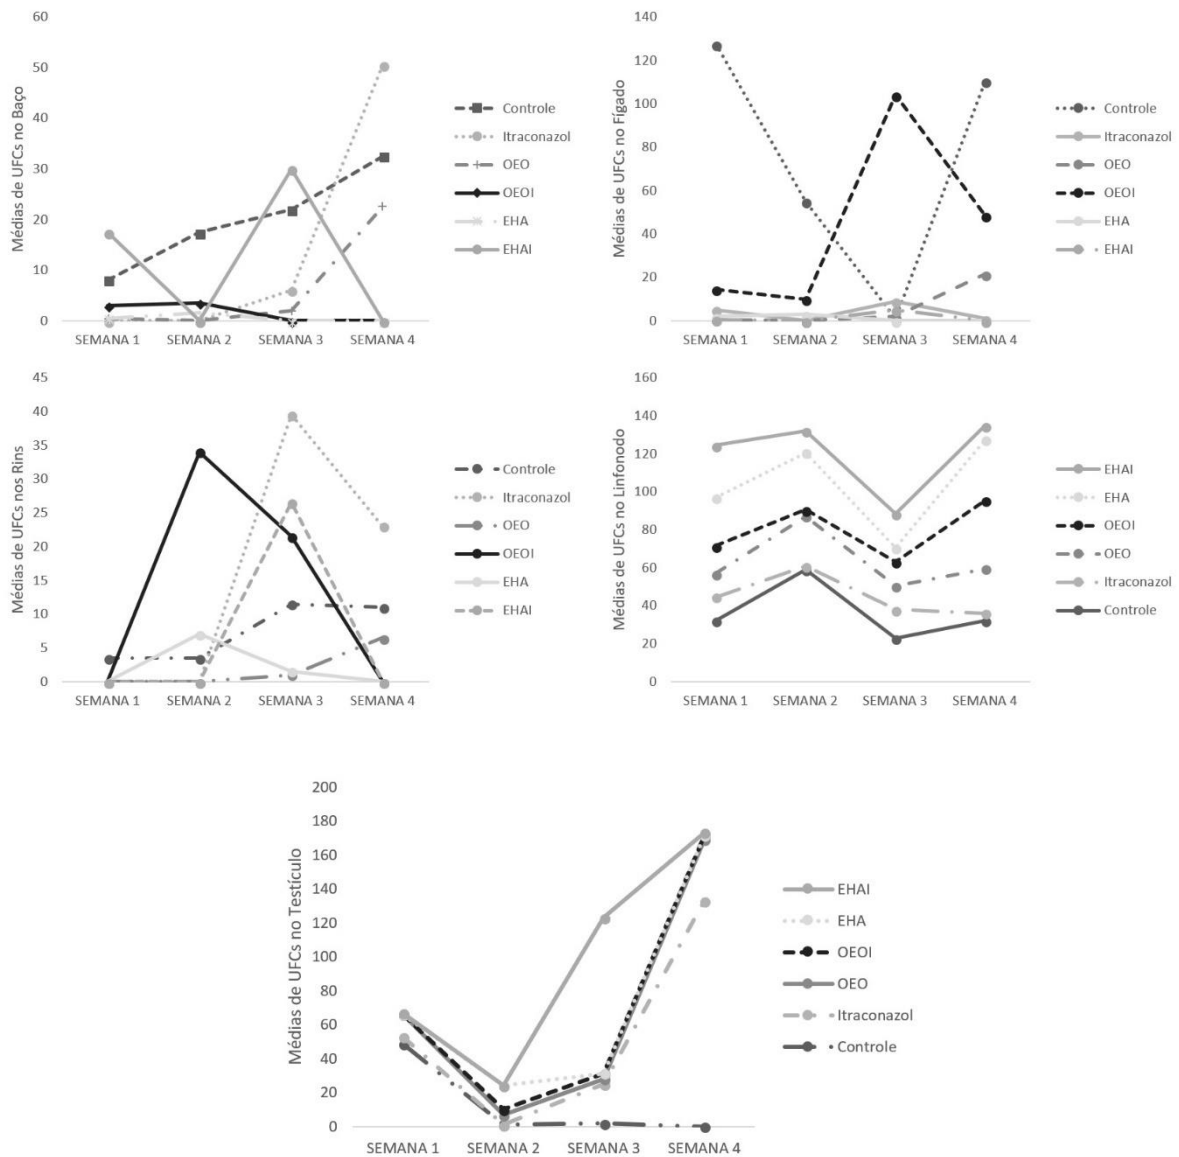 Médias de UFCs no Baço
60
50
40
30
20
10
0
SEMANA 1 SEMANA 2 SEMANA 3 SEMANA 4
Controle
Itraconazol
OEO
OEOI
EHA
EHAI
Médias de UFCs no Fígado
140
120
100
80
60
40
20
0
SEMANA 1 SEMANA 2 SEMANA 3 SEMANA 4
Controle
Itraconazol
OEO
OEOI
EHA
EHAI
Médias de UFCs nos Rins
45
40
35
30
25
20
15
10
5
0
SEMANA 1 SEMANA 2 SEMANA 3 SEMANA 4
Controle
Itraconazol
OEO
OEOI
EHA
EHAI
Médias de UFCs no Linfonodo
160
140
120
100
80
60
40
20
0
SEMANA 1 SEMANA 2 SEMANA 3 SEMANA 4
EHAI
EHA
OEOI
OEO
Itraconazol
Controle
Médias de UFCs no Testículo
200
180
160
140
120
100
80
60
40
20
0
SEMANA 1 SEMANA 2 SEMANA 3 SEMANA 4
EHAI
EHA
OEOI
OEO
Itraconazol
Controle